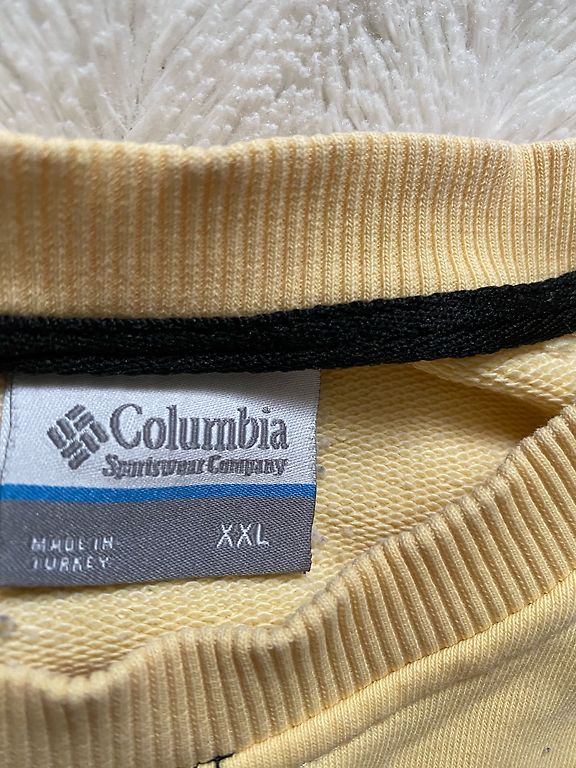 Columbia
Sportswear Company
XXL
MADE IN
TURKEY